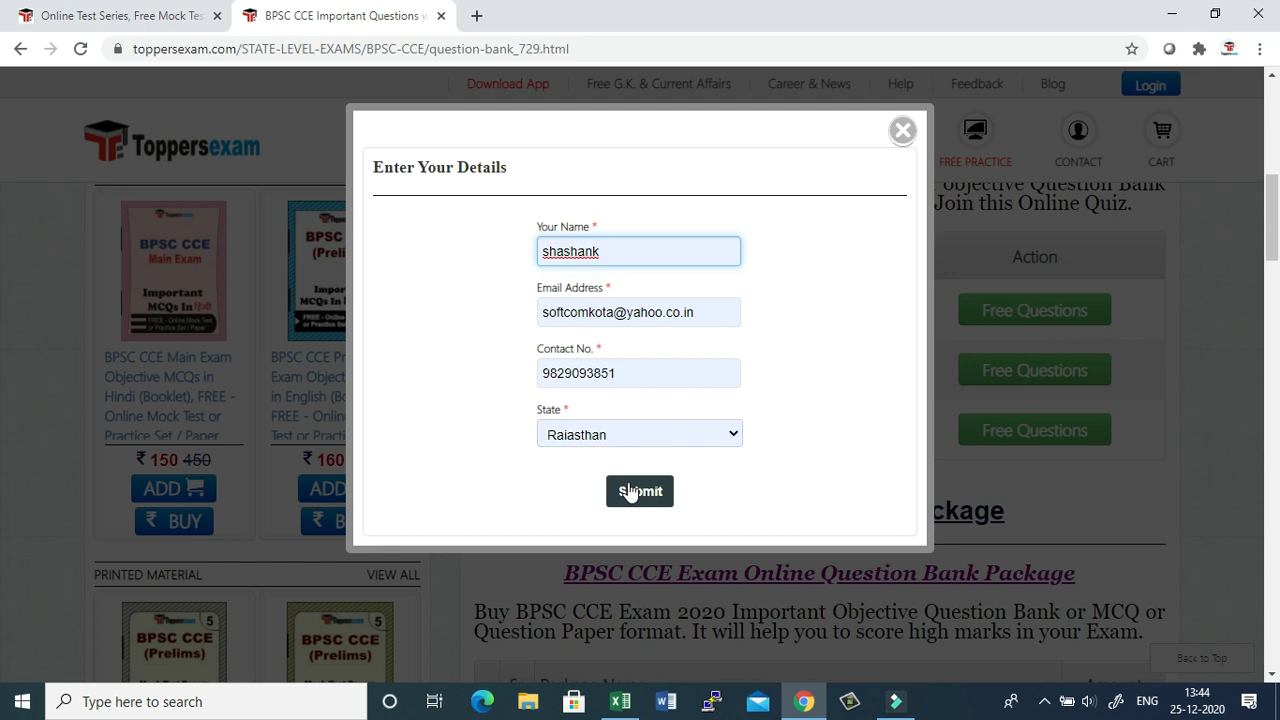 Online Test Series, Free Mock Tes
BPSC CCE Important Questions w
toppersexam.com/STATE-LEVEL-EXAMS/BPSC-CCE/question-bank_729.html
Download App Free G.K. & Current Affairs Career & News Help Feedback Blog Login
Toppersexam
FREE PRACTICE CONTACT CART
Enter Your Details
Your Name *
shashank
Email Address *
softcomkota@yahoo.co.in
Contact No. *
9829093851
State *
Rajasthan
Submit
objective Question Bank
Join this Online Quiz.
Action
Free Questions
Free Questions
Free Questions
BPSC CCE
Main Exam
Important
MCQs In हिन्दी
BPSC CCE Main Exam
Objective MCQs in
Hindi (Booklet), FREE -
Online Mock Test or
Practice Set / Paper
₹ 150 450
ADD
₹ BUY
BPSC
(Preli
BPSC CCE Pr
Exam Object
in English (B
FREE - Onlin
Test or Pract
₹ 160
ADD
₹ B
PRINTED MATERIAL VIEW ALL
BPSC CCE
(Prelims)
5
BPSC CCE
(Prelims)
5
ckage
BPSC CCE Exam Online Question Bank Package
Buy BPSC CCE Exam 2020 Important Objective Question Bank or MCQ or
Question Paper format. It will help you to score high marks in your Exam.
Back to Top
Type here to search
ENG
13:44
25-12-2020